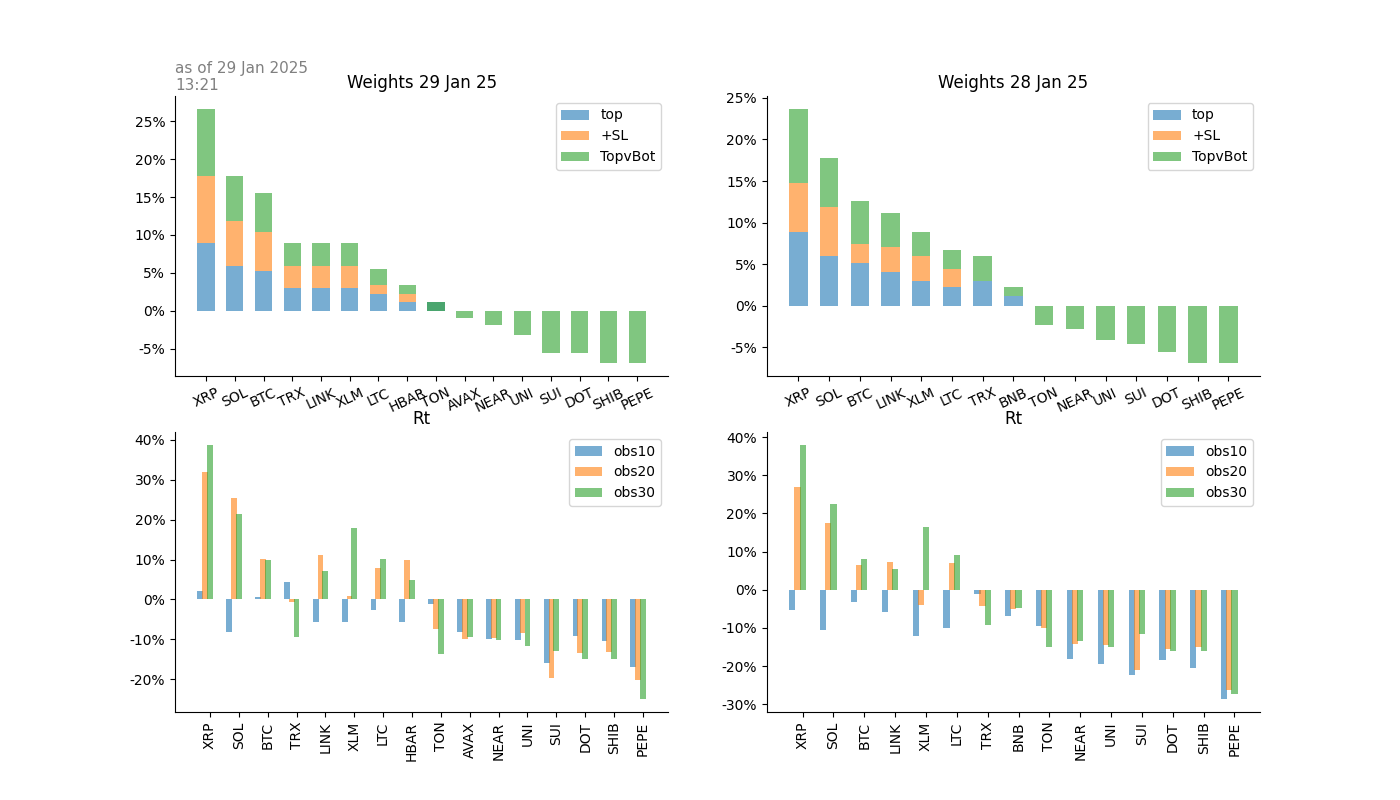 as of 29 Jan 2025
13:21
Weights 29 Jan 25
25%
20%
15%
10%
5%
0%
-5%
top
+SL
TopvBot
XRP SOL BTC TRX LINK XLM LTC HBAR TON AVAX NEAR UNI SUI DOT SHIB PEPE
Weights 28 Jan 25
25%
20%
15%
10%
5%
0%
-5%
top
+SL
TopvBot
XRP SOL BTC LINK XLM LTC TRX BNB TON NEAR UNI SUI DOT SHIB PEPE
Rt
40%
30%
20%
10%
0%
-10%
-20%
obs10
obs20
obs30
XRP SOL BTC TRX LINK XLM LTC HBAR TON AVAX NEAR UNI SUI DOT SHIB PEPE
Rt
40%
30%
20%
10%
0%
-10%
-20%
-30%
obs10
obs20
obs30
XRP SOL BTC LINK XLM LTC TRX BNB TON NEAR UNI SUI DOT SHIB PEPE